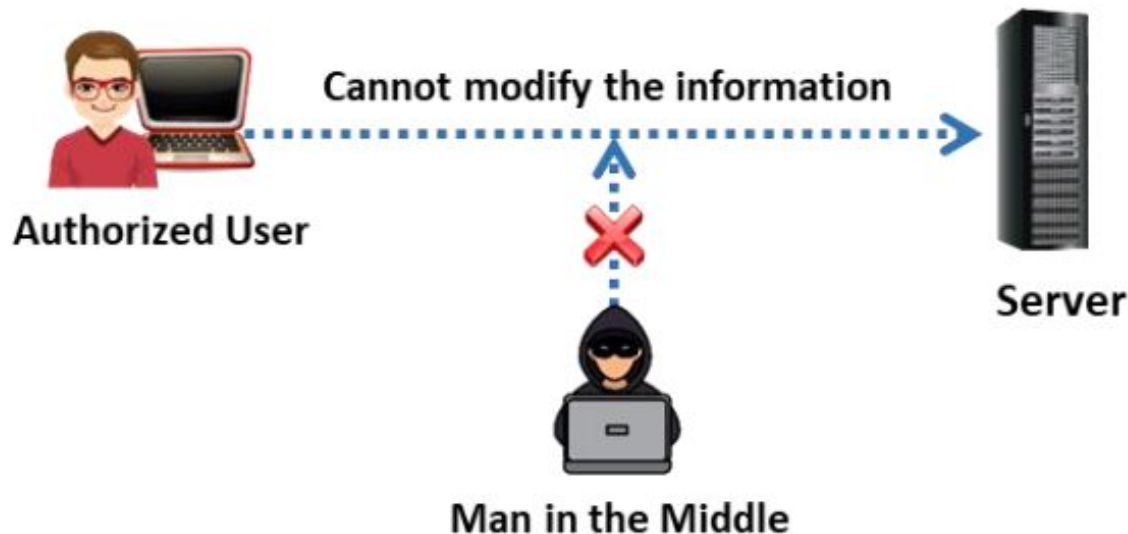 Cannot modify the information
Authorized User
Server
Man in the Middle